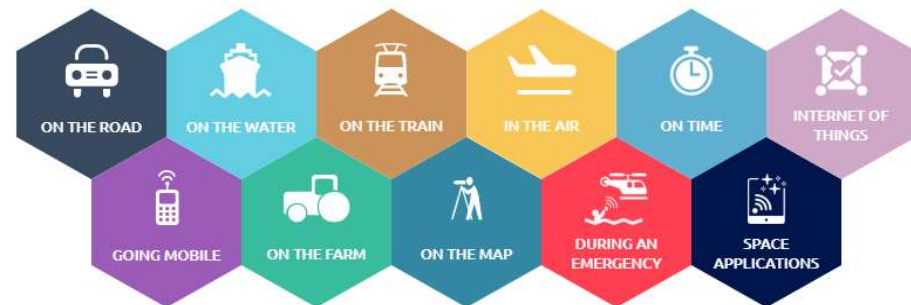 ON THE ROAD
ON THE WATER
ON THE TRAIN
IN THE AIR
ON TIME
INTERNET OF
THINGS
GOING MOBILE
ON THE FARM
ON THE MAP
DURING AN
EMERGENCY
SPACE
APPLICATIONS